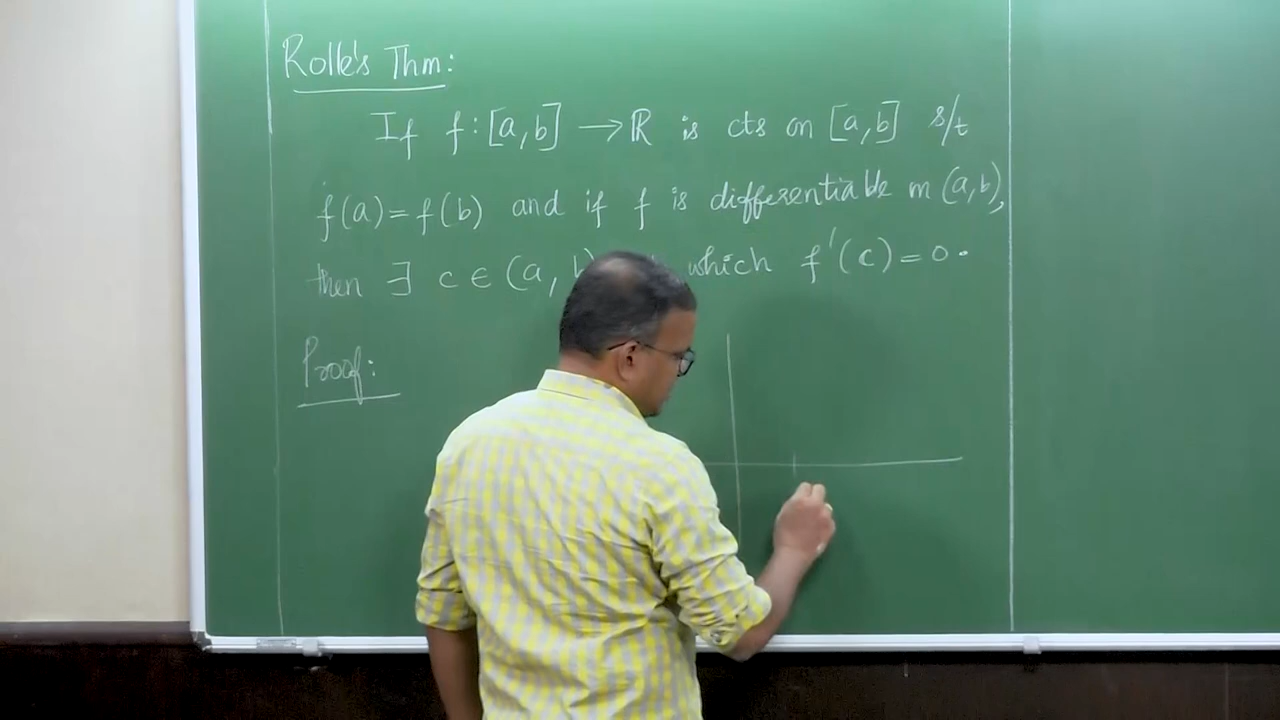 Rolle's Thm:
If f: [a,b] → ℝ is cts on [a,b] s/t
f(a) = f(b) and if f is differentiable in (a,b),
then ∃ c ∈ (a, b) which f'(c) = 0.
Proof: